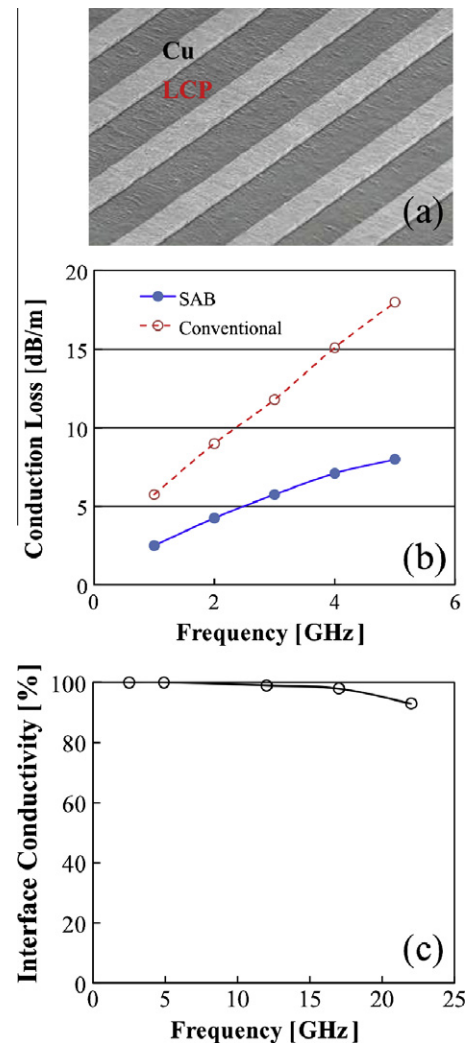 Cu
LCP
(a)
20
15
10
5
0
Conduction Loss [dB/m]
SAB
Conventional
(b)
0 2 4 6
Frequency [GHz]
100
80
60
40
20
0
Interface Conductivity [%]
(c)
0 5 10 15 20 25
Frequency [GHz]